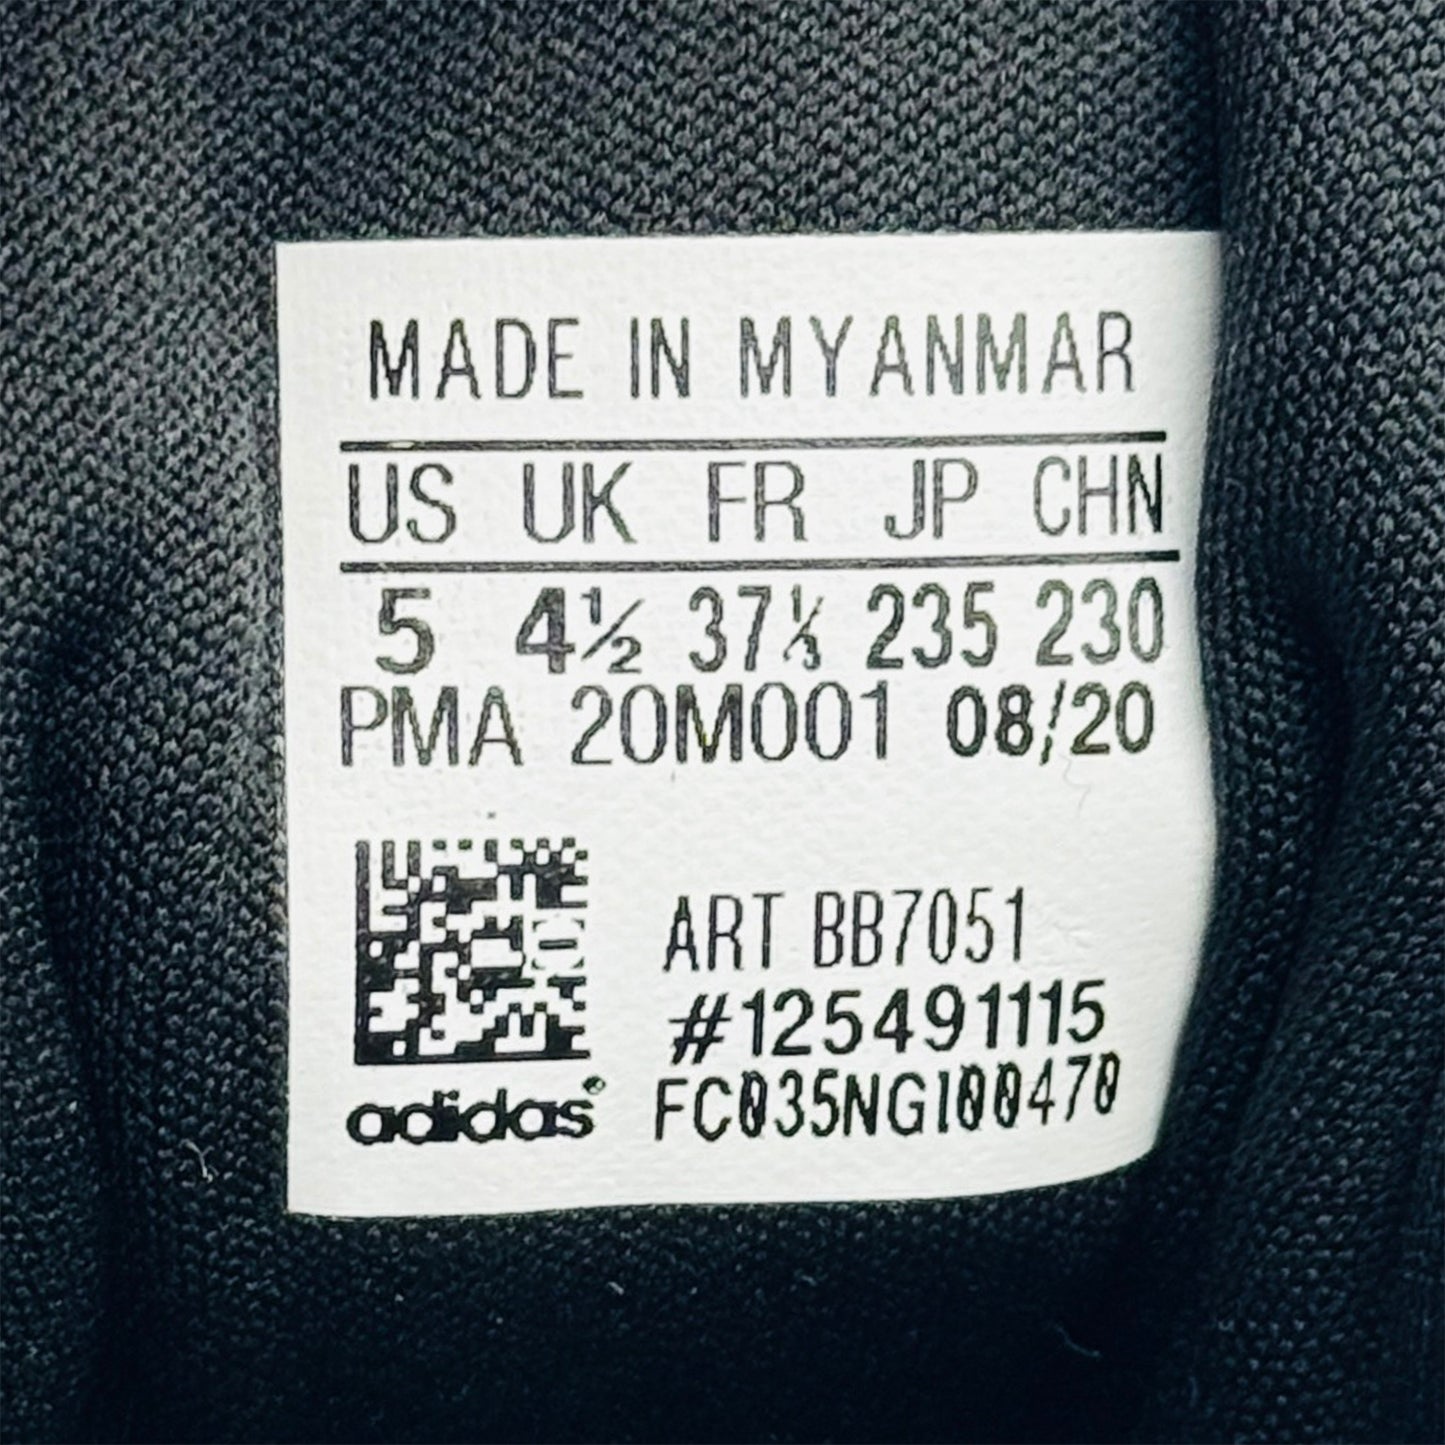 MADE IN MYANMAR
US UK FR JP CHN
5 4½ 37⅓ 235 230
PMA 20M001 08/20
ART BB7051
#125491115
adidas® FC035NGI00470